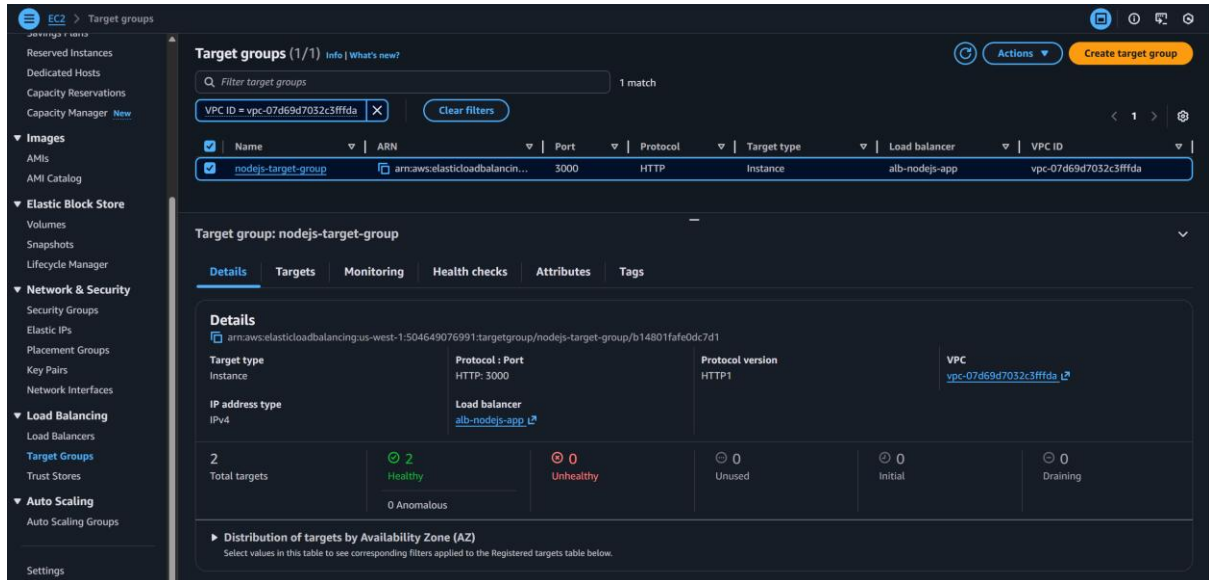 EC2 > Target groups
Savings Plans
Reserved Instances
Dedicated Hosts
Capacity Reservations
Capacity Manager New
Images
AMIs
AMI Catalog
Elastic Block Store
Volumes
Snapshots
Lifecycle Manager
Network & Security
Security Groups
Elastic IPs
Placement Groups
Key Pairs
Network Interfaces
Load Balancing
Load Balancers
Target Groups
Trust Stores
Auto Scaling
Auto Scaling Groups
Settings
Target groups (1/1) Info | What's new?
Actions
Create target group
Filter target groups
1 match
VPC ID = vpc-07d69d7032c3fffda
Clear filters
1
Name ARN Port Protocol Target type Load balancer VPC ID
nodejs-target-group arn:aws:elasticloadbalancin... 3000 HTTP Instance alb-nodejs-app vpc-07d69d7032c3fffda
Target group: nodejs-target-group
Details Targets Monitoring Health checks Attributes Tags
Details
arn:aws:elasticloadbalancing:us-west-1:504649076991:targetgroup/nodejs-target-group/b14801fafe0dc7d1
Target type Protocol : Port Protocol version VPC
Instance HTTP: 3000 HTTP1 vpc-07d69d7032c3fffda
IP address type Load balancer
IPv4 alb-nodejs-app
2 2 0 0 0 0
Total targets Healthy Unhealthy Unused Initial Draining
0 Anomalous
Distribution of targets by Availability Zone (AZ)
Select values in this table to see corresponding filters applied to the Registered targets table below.